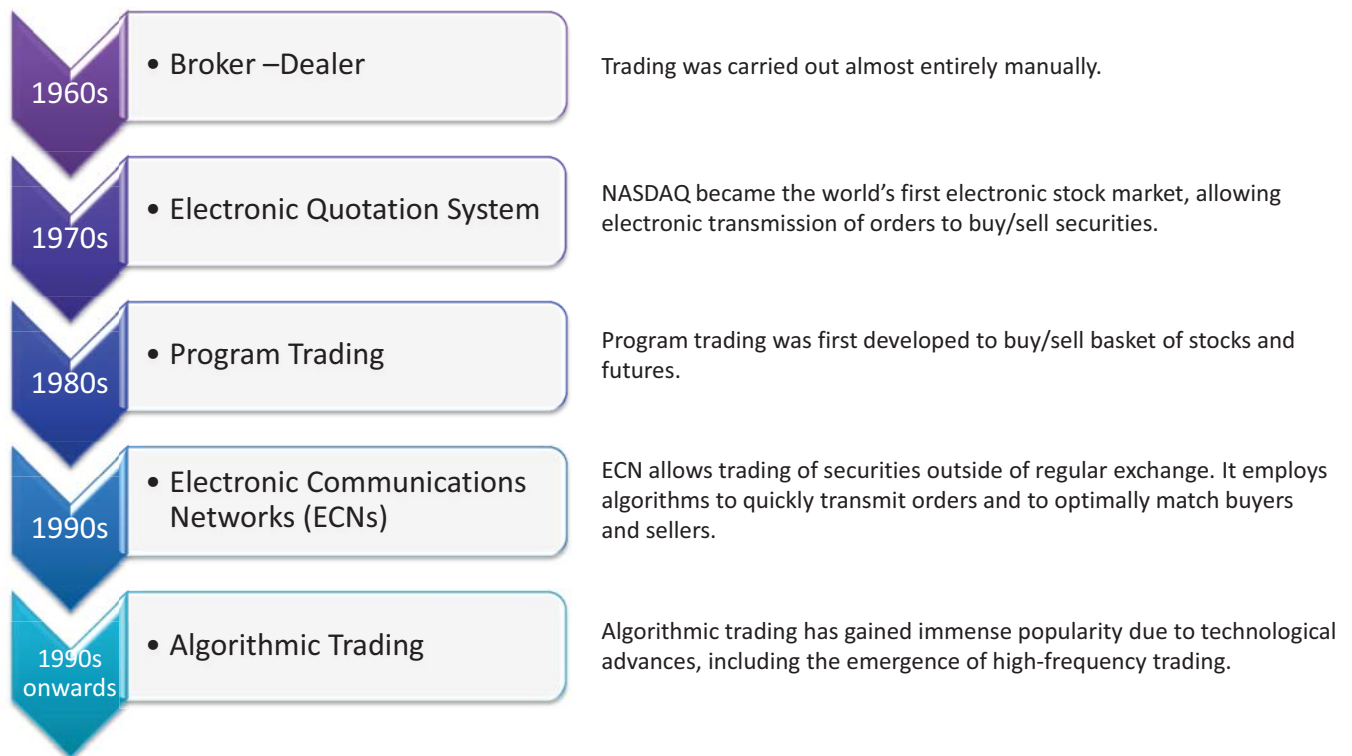 1960s
• Broker –Dealer
Trading was carried out almost entirely manually.
1970s
• Electronic Quotation System
NASDAQ became the world’s first electronic stock market, allowing
electronic transmission of orders to buy/sell securities.
1980s
• Program Trading
Program trading was first developed to buy/sell basket of stocks and
futures.
1990s
• Electronic Communications
Networks (ECNs)
ECN allows trading of securities outside of regular exchange. It employs
algorithms to quickly transmit orders and to optimally match buyers
and sellers.
1990s
onwards
• Algorithmic Trading
Algorithmic trading has gained immense popularity due to technological
advances, including the emergence of high-frequency trading.